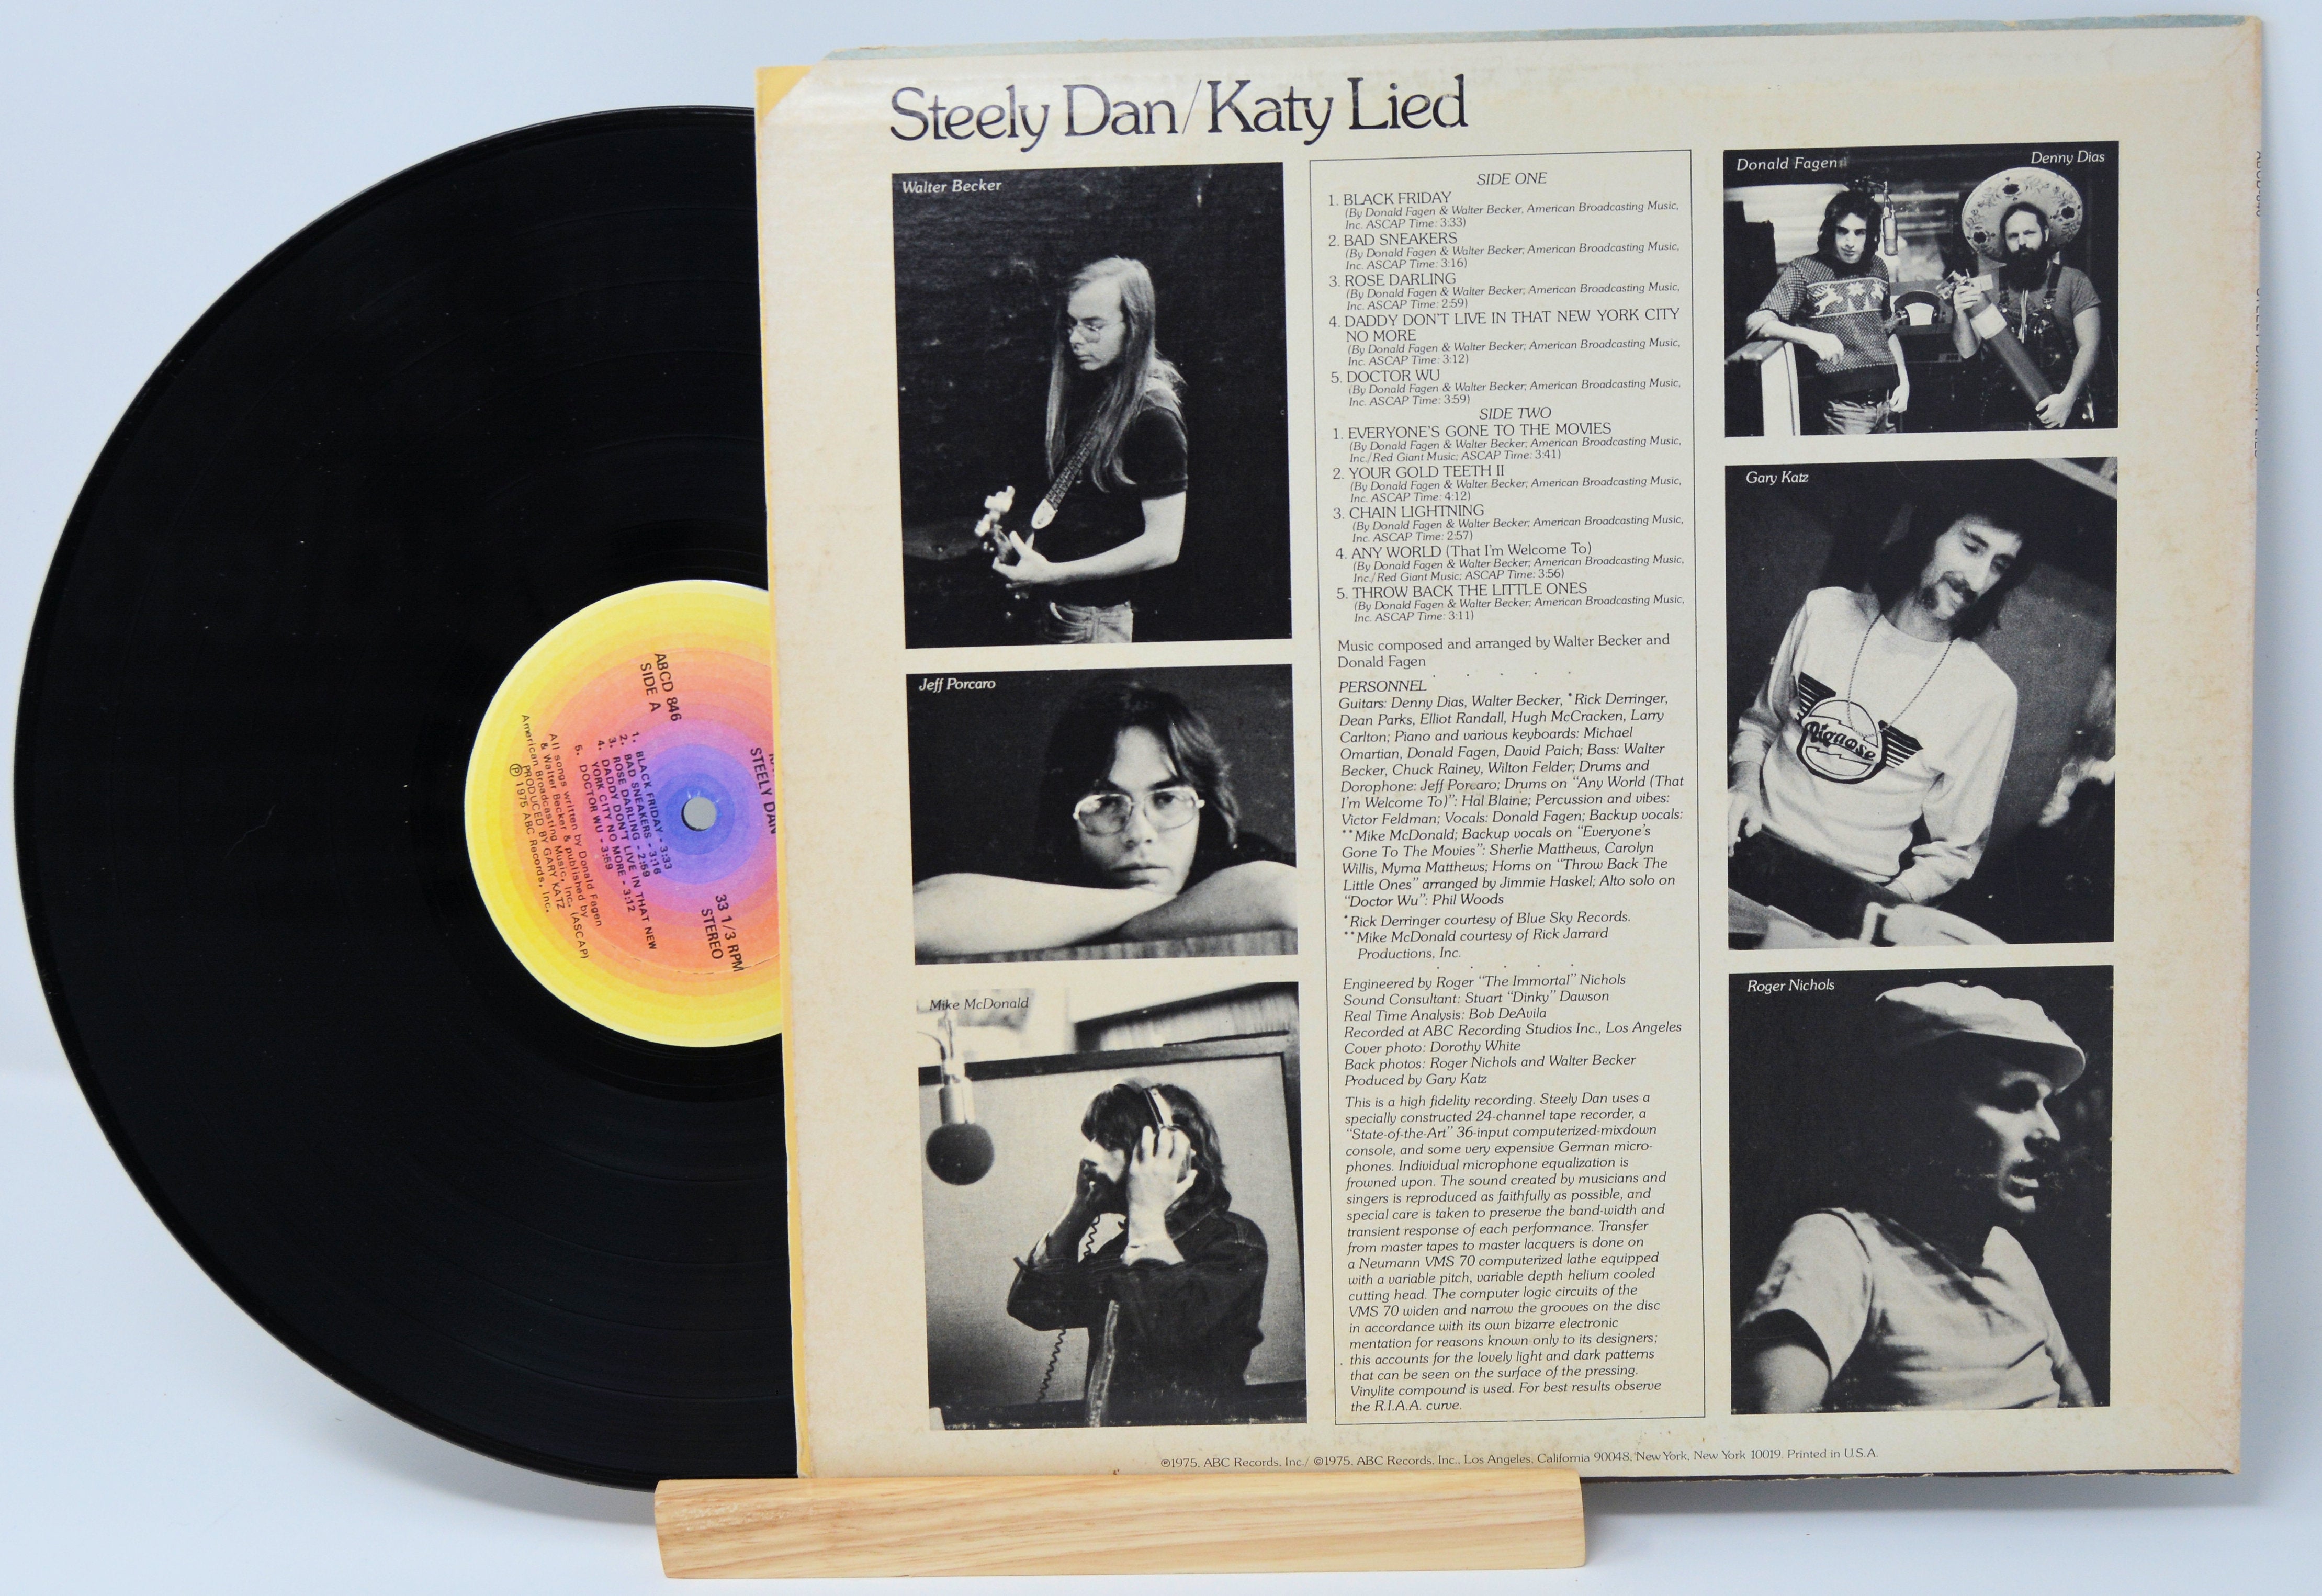 Steely Dan/Katy Lied
Walter Becker
Jeff Porcaro
Mike McDonald
SIDE ONE
1. BLACK FRIDAY
(By Donald Fagen & Walter Becker, American Broadcasting Music,
Inc. ASCAP Time: 3:33)
2. BAD SNEAKERS
(By Donald Fagen & Walter Becker; American Broadcasting Music,
Inc. ASCAP Time: 3:16)
3. ROSE DARLING
(By Donald Fagen & Walter Becker; American Broadcasting Music,
Inc. ASCAP Time: 2:59)
4. DADDY DON'T LIVE IN THAT NEW YORK CITY
NO MORE
(By Donald Fagen & Walter Becker; American Broadcasting Music,
Inc. ASCAP Time: 3:12)
5. DOCTOR WU
(By Donald Fagen & Walter Becker; American Broadcasting Music,
Inc. ASCAP Time: 3:59)
SIDE TWO
1. EVERYONE'S GONE TO THE MOVIES
(By Donald Fagen & Walter Becker; American Broadcasting Music,
Inc./Red Giant Music; ASCAP Time: 3:41)
2. YOUR GOLD TEETH II
(By Donald Fagen & Walter Becker; American Broadcasting Music,
Inc. ASCAP Time: 4:12)
3. CHAIN LIGHTNING
(By Donald Fagen & Walter Becker; American Broadcasting Music,
Inc. ASCAP Time: 2:57)
4. ANY WORLD (That I'm Welcome To)
(By Donald Fagen & Walter Becker; American Broadcasting Music,
Inc./Red Giant Music; ASCAP Time: 3:56)
5. THROW BACK THE LITTLE ONES
(By Donald Fagen & Walter Becker; American Broadcasting Music,
Inc. ASCAP Time: 3:11)
Music composed and arranged by Walter Becker and
Donald Fagen
PERSONNEL
Guitars: Denny Dias, Walter Becker, *Rick Derringer,
Dean Parks, Elliot Randall, Hugh McCracken, Larry
Carlton; Piano and various keyboards: Michael
Omartian, Donald Fagen, David Paich; Bass: Walter
Becker, Chuck Rainey, Wilton Felder; Drums and
Dorophone: Jeff Porcaro; Drums on "Any World (That
I'm Welcome To)": Hal Blaine; Percussion and vibes:
Victor Feldman; Vocals: Donald Fagen; Backup vocals:
**Mike McDonald; Backup vocals on "Everyone's
Gone To The Movies": Sherlie Matthews, Carolyn
Willis, Myrna Matthews; Horns on "Throw Back The
Little Ones" arranged by Jimmie Haskel; Alto solo on
"Doctor Wu": Phil Woods
*Rick Derringer courtesy of Blue Sky Records.
**Mike McDonald courtesy of Rick Jarrard
Productions, Inc.
Engineered by Roger "The Immortal" Nichols
Sound Consultant: Stuart "Dinky" Dawson
Real Time Analysis: Bob DeAvila
Recorded at ABC Recording Studios Inc., Los Angeles
Cover photo: Dorothy White
Back photos: Roger Nichols and Walter Becker
Produced by Gary Katz
This is a high fidelity recording. Steely Dan uses a
specially constructed 24-channel tape recorder, a
"State-of-the-Art" 36-input computerized-mixdown
console, and some very expensive German micro-
phones. Individual microphone equalization is
frowned upon. The sound created by musicians and
singers is reproduced as faithfully as possible, and
special care is taken to preserve the band-width and
transient response of each performance. Transfer
from master tapes to master lacquers is done on
a Neumann VMS 70 computerized lathe equipped
with a variable pitch, variable depth helium cooled
cutting head. The computer logic circuits of the
VMS 70 widen and narrow the grooves on the disc
in accordance with its own bizarre electronic
mentation for reasons known only to its designers;
this accounts for the lovely light and dark patterns
that can be seen on the surface of the pressing.
Vinylite compound is used. For best results observe
the R.I.A.A. curve.
Donald Fagen
Denny Dias
Gary Katz
Roger Nichols
℗1975, ABC Records, Inc./ ©1975, ABC Records, Inc., Los Angeles, California 90048, New York, New York 10019. Printed in U.S.A.
STEELY DAN
ABCD 846
SIDE A
33 1/3 RPM
STEREO
1. BLACK FRIDAY - 3:33
2. BAD SNEAKERS - 3:16
3. ROSE DARLING - 2:59
4. DADDY DON'T LIVE IN THAT NEW
YORK CITY NO MORE - 3:12
5. DOCTOR WU - 3:59
All songs written by Donald Fagen
& Walter Becker & published by
American Broadcasting Music, Inc. (ASCAP)
PRODUCED BY GARY KATZ
℗ 1975 ABC Records, Inc.